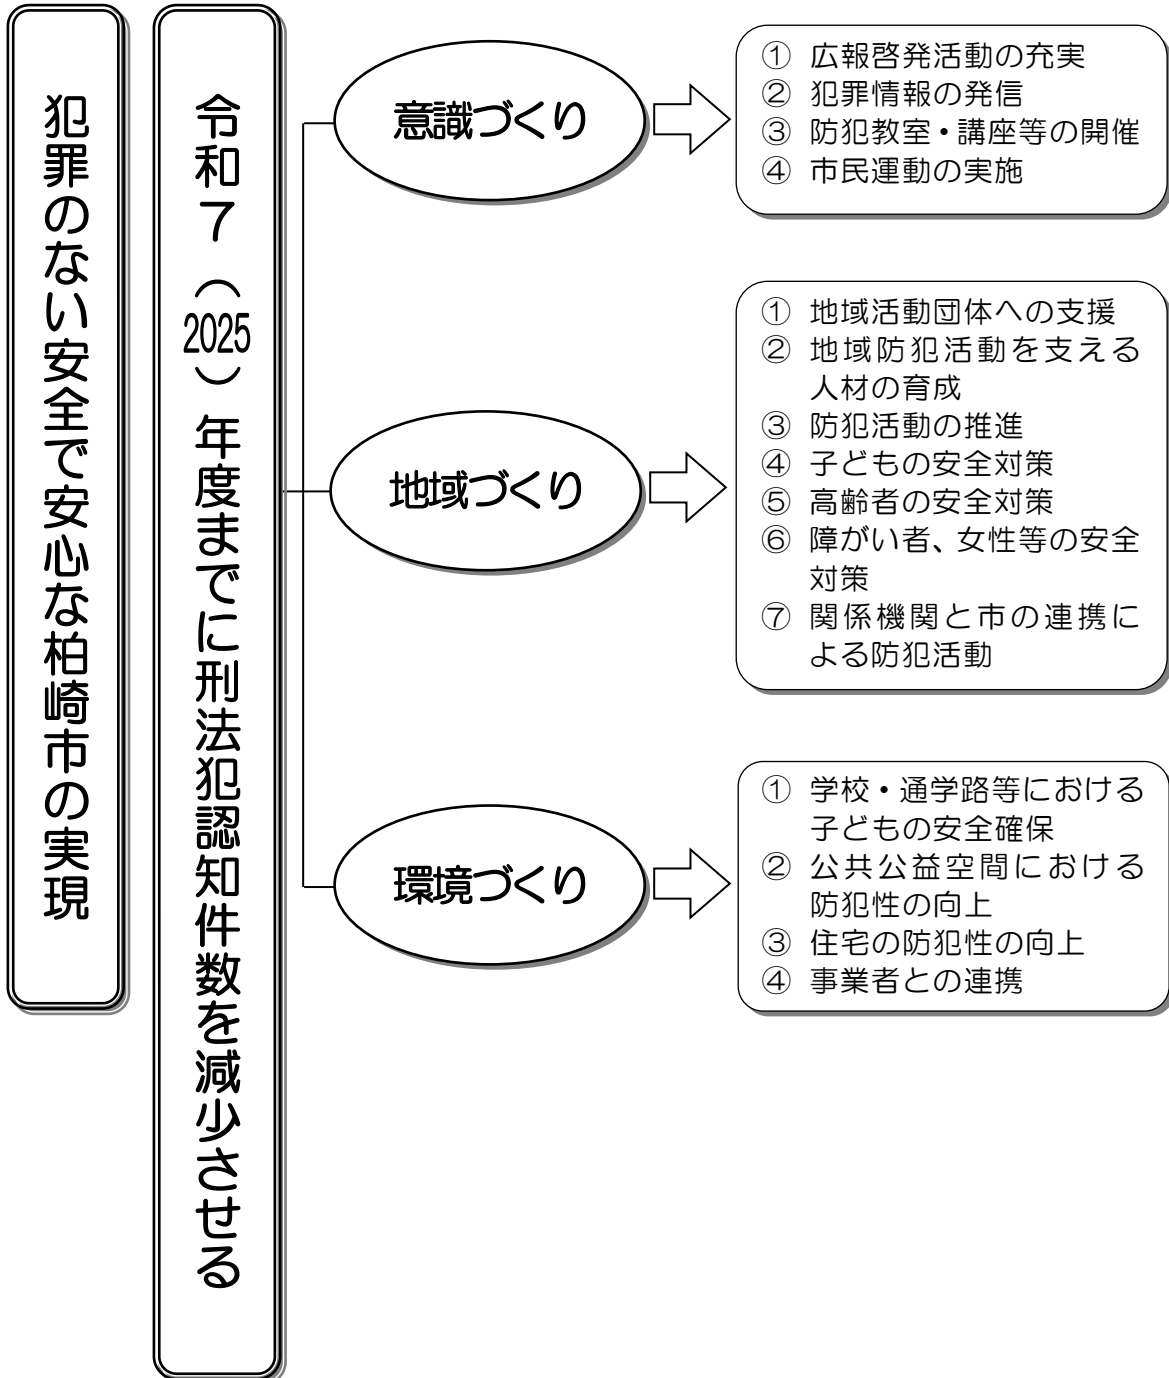 犯罪のない安全で安心な柏崎市の実現
令和7（2025）年度までに刑法犯認知件数を減少させる
意識づくり
① 広報啓発活動の充実
② 犯罪情報の発信
③ 防犯教室・講座等の開催
④ 市民運動の実施
地域づくり
① 地域活動団体への支援
② 地域防犯活動を支える
人材の育成
③ 防犯活動の推進
④ 子どもの安全対策
⑤ 高齢者の安全対策
⑥ 障がい者、女性等の安全
対策
⑦ 関係機関と市の連携に
よる防犯活動
環境づくり
① 学校・通学路等における
子どもの安全確保
② 公共公益空間における
防犯性の向上
③ 住宅の防犯性の向上
④ 事業者との連携